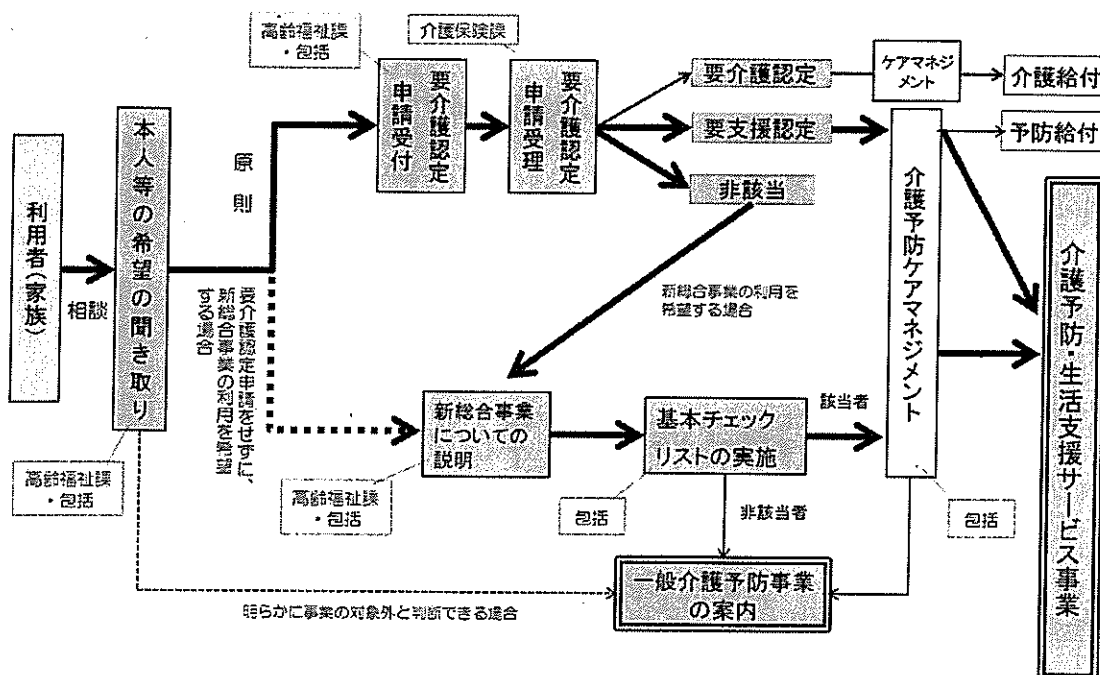 高齢福祉課
・包括
介護保険課
要介護認定
申請受付
要介護認定
申請受理
要介護認定
要支援認定
非該当
ケアマネジ
メント
介護給付
予防給付
利用者(家族)
相談
本人等の希望の聞き取り
原則
要介護認定申請をせずに、
新総合事業の利用を希望
する場合
新総合事業の利用を
希望する場合
介護予防ケアマネジメント
介護予防・生活支援サービス事業
新総合事業
についての
説明
基本チェック
リストの実施
該当者
高齢福祉課
・包括
高齢福祉課
・包括
包括
非該当者
包括
一般介護予防事業
の案内
明らかに事業の対象外と判断できる場合